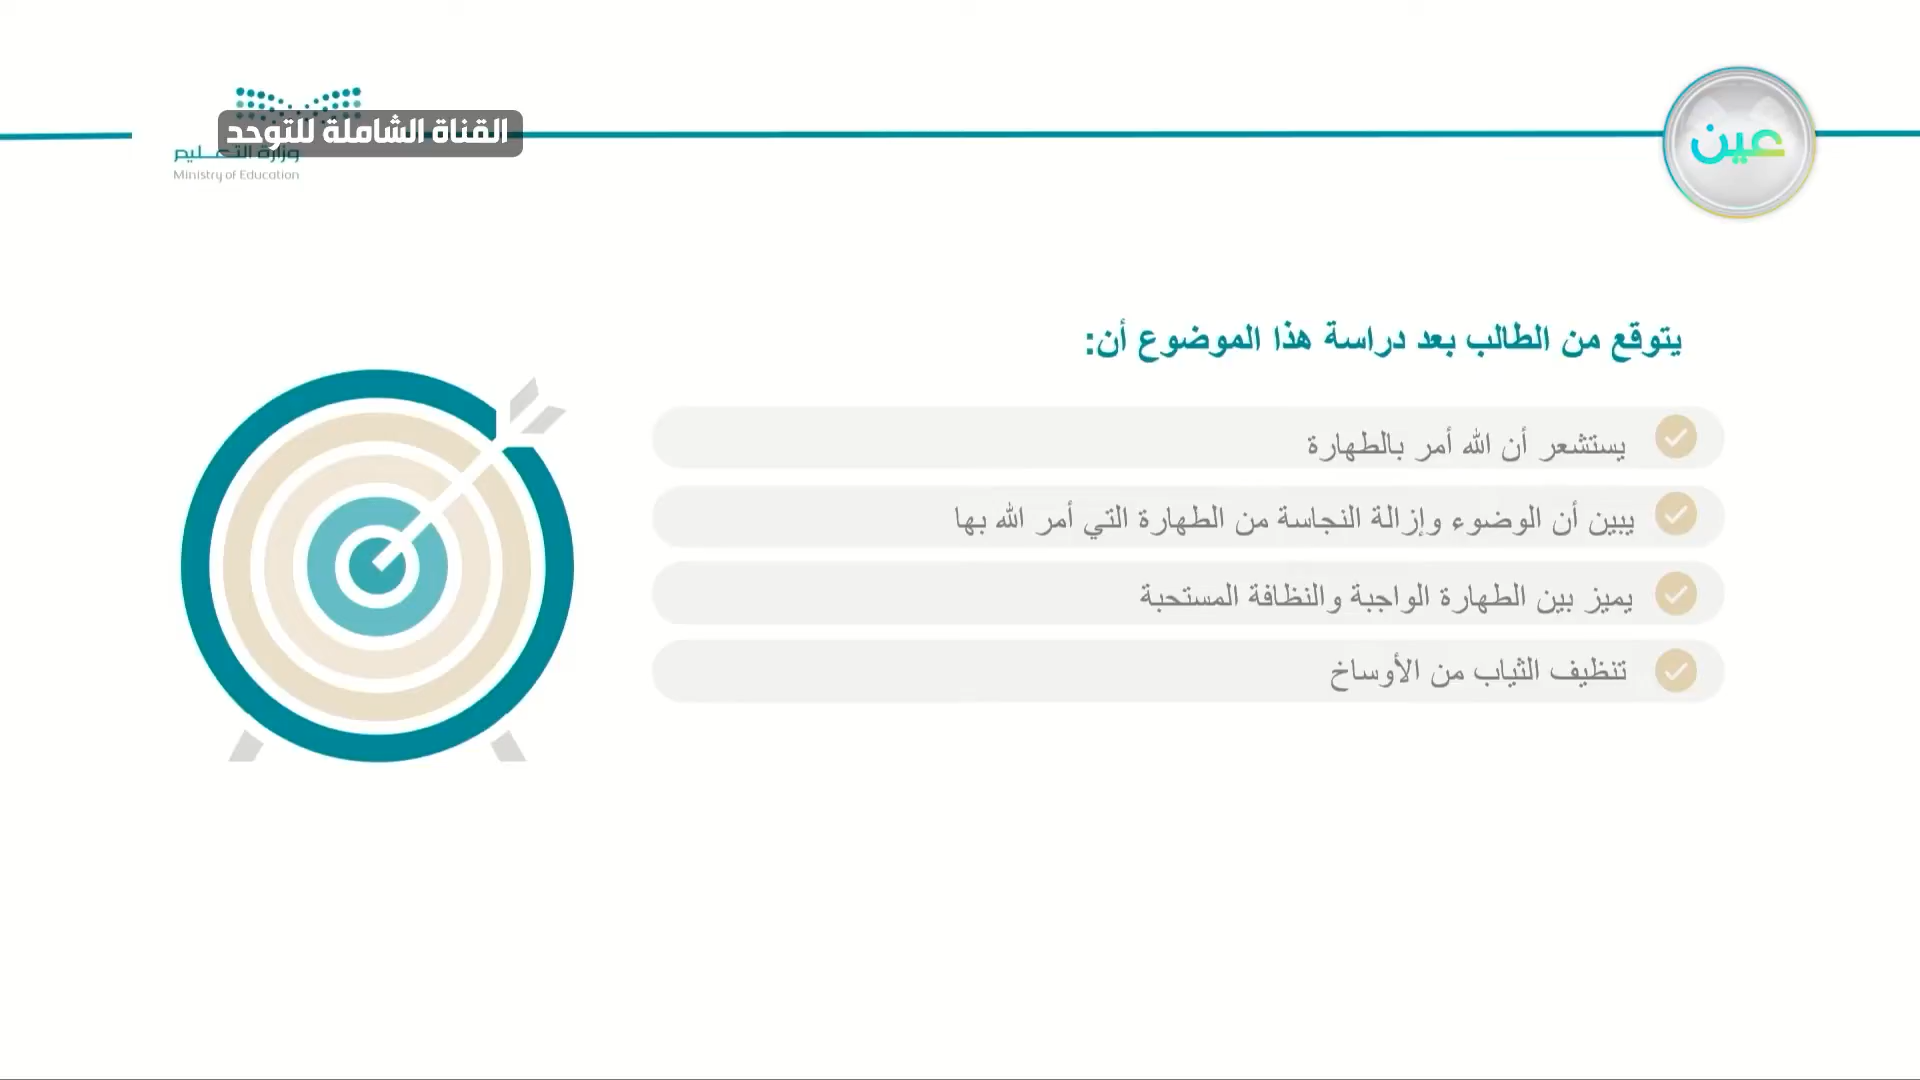 القناة الشاملة للتوحد
وزارة التعـليم
Ministry of Education
عين
يتوقع من الطالب بعد دراسة هذا الموضوع أن:
يستشعر أن الله أمر بالطهارة
يبين أن الوضوء وإزالة النجاسة من الطهارة التي أمر الله بها
يميز بين الطهارة الواجبة والنظافة المستحبة
تنظيف الثياب من الأوساخ